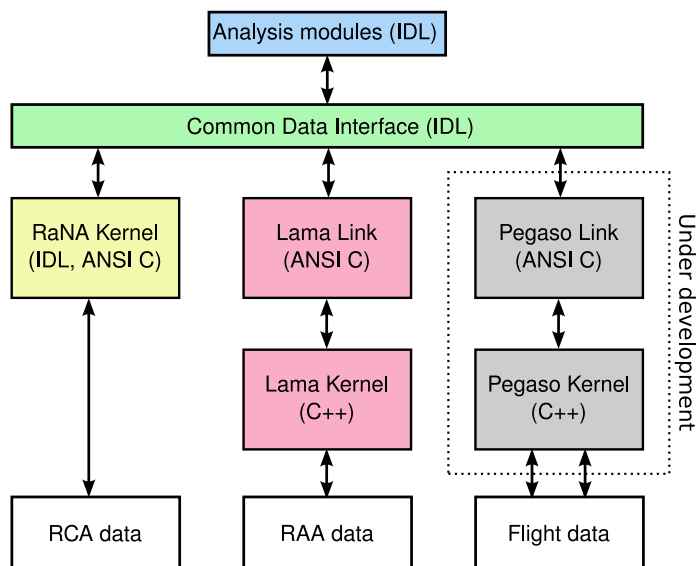 Analysis modules (IDL)
Common Data Interface (IDL)
RaNA Kernel
(IDL, ANSI C)
Lama Link
(ANSI C)
Pegaso Link
(ANSI C)
Under development
Lama Kernel
(C++)
Pegaso Kernel
(C++)
RCA data
RAA data
Flight data